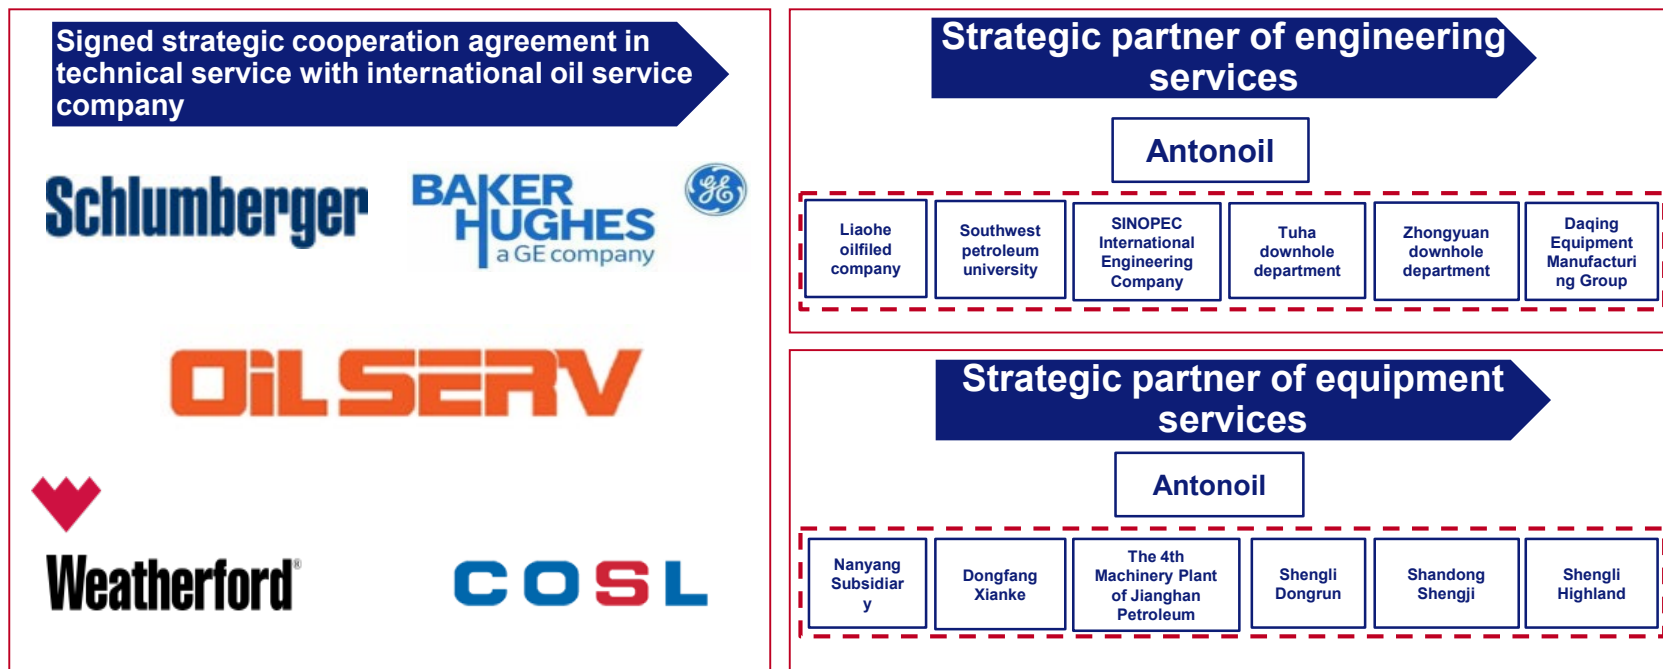 Signed strategic cooperation agreement in
technical service with international oil service
company
Schlumberger
BAKER
HUGHES
a GE company
GE
OiLSERV
Weatherford®
COSL
Strategic partner of engineering
services
Antonoil
Liaohe
oilfiled
company
Southwest
petroleum
university
SINOPEC
International
Engineering
Company
Tuha
downhole
department
Zhongyuan
downhole
department
Daqing
Equipment
Manufacturi
ng Group
Strategic partner of equipment
services
Antonoil
Nanyang
Subsidiar
y
Dongfang
Xianke
The 4th
Machinery Plant
of Jianghan
Petroleum
Shengli
Dongrun
Shandong
Shengji
Shengli
Highland